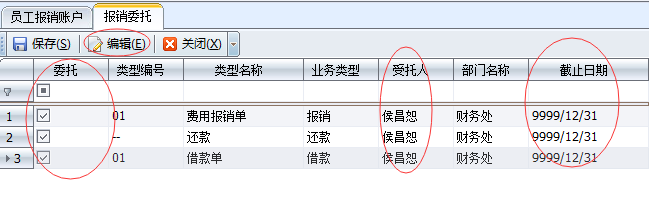 员工报销账户 报销委托
保存(S) 编辑(E) 关闭(X)
委托 类型编号 类型名称 业务类型 受托人 部门名称 截止日期
1 01 费用报销单 报销 侯昌恕 财务处 9999/12/31
2 -- 还款 还款 侯昌恕 财务处 9999/12/31
3 01 借款单 借款 侯昌恕 财务处 9999/12/31